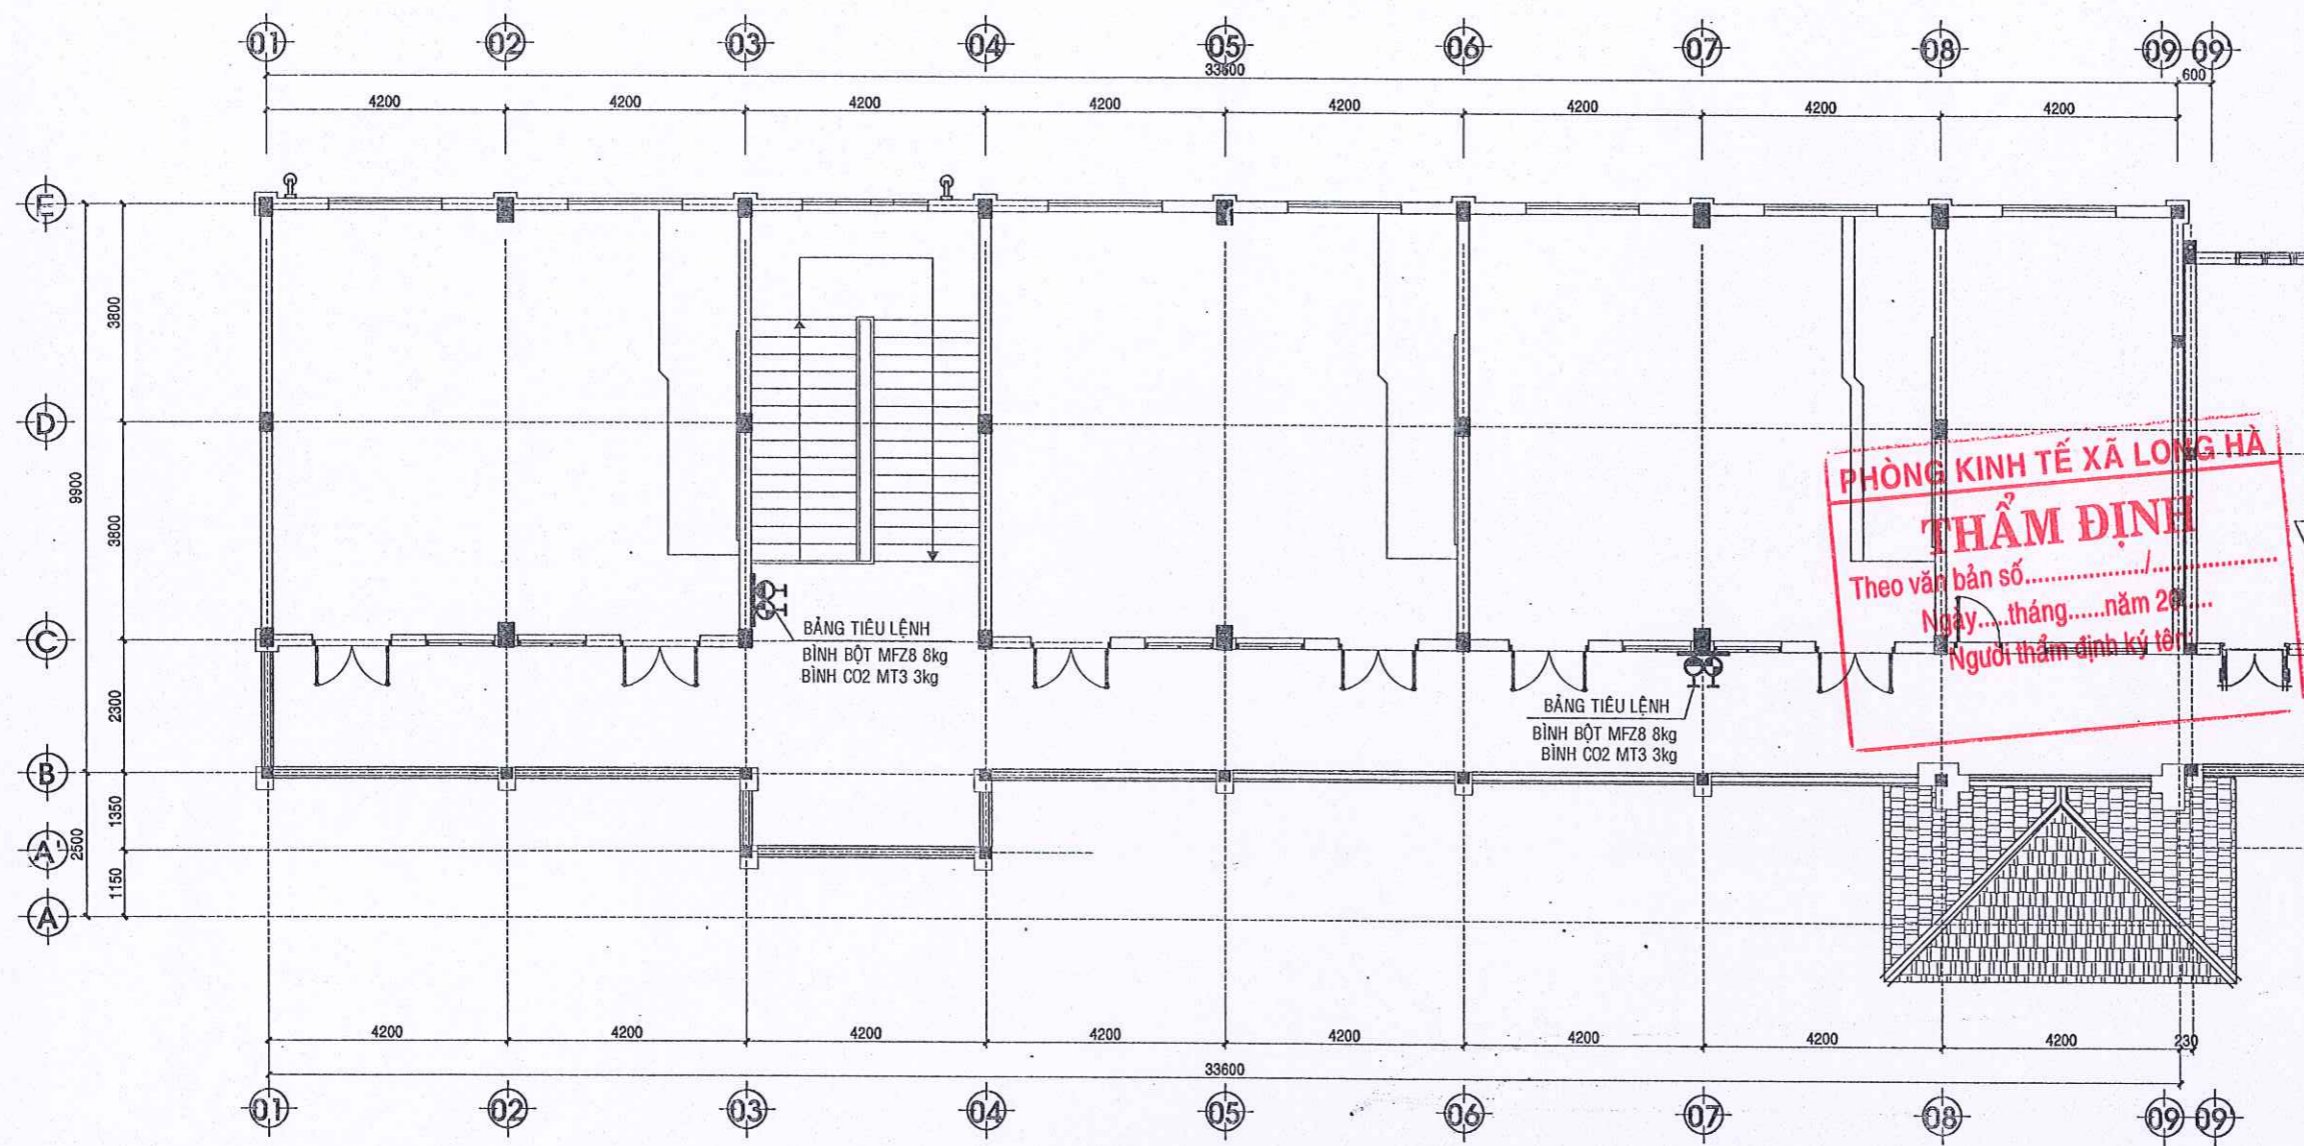 01 02 03 04 05 06 07 08 09 09'
33600 600
4200 4200 4200 4200 4200 4200 4200 4200
E
3800
D
9900
3800
C
2300
B
1350
A'
2500
1150
A
BẢNG TIÊU LỆNH
BÌNH BỘT MFZ8 8kg
BÌNH CO2 MT3 3kg
BẢNG TIÊU LỆNH
BÌNH BỘT MFZ8 8kg
BÌNH CO2 MT3 3kg
PHÒNG KINH TẾ XÃ LONG HÀ
THẨM ĐỊNH
Theo văn bản số................../..................
Ngày.....tháng......năm 20.....
Người thẩm định ký tên:
4200 4200 4200 4200 4200 4200 4200 4200 230
33600
01 02 03 04 05 06 07 08 09 09'